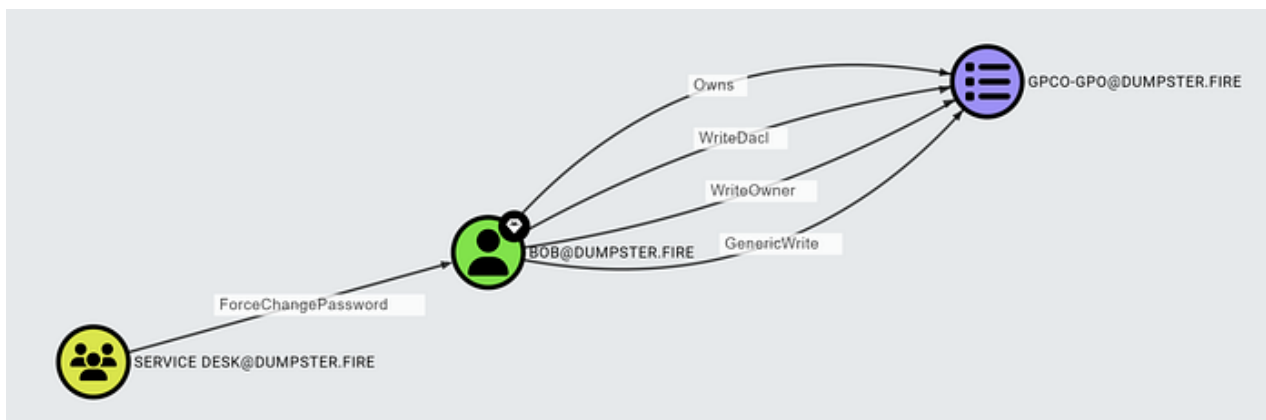 Owns
GPCO-GPO@DUMPSTER.FIRE
WriteDacl
WriteOwner
GenericWrite
BOB@DUMPSTER.FIRE
ForceChangePassword
SERVICE DESK@DUMPSTER.FIRE